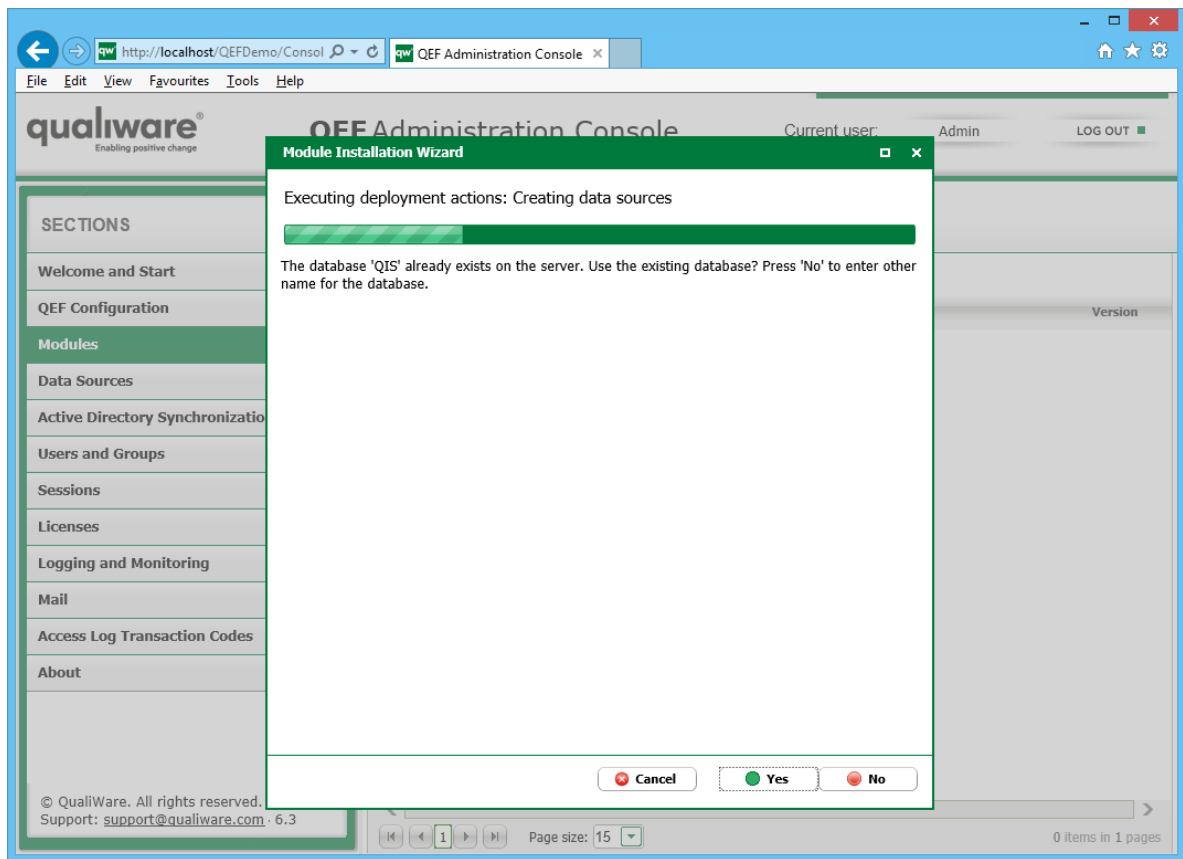 http://localhost/QEFDemo/Consol
QEF Administration Console
File Edit View Favourites Tools Help
qualiware®
Enabling positive change
QEF Administration Console
Current user:
Admin
LOG OUT
Module Installation Wizard
Executing deployment actions: Creating data sources
The database 'QIS' already exists on the server. Use the existing database? Press 'No' to enter other
name for the database.
Cancel
Yes
No
SECTIONS
Welcome and Start
QEF Configuration
Modules
Data Sources
Active Directory Synchronizatio
Users and Groups
Sessions
Licenses
Logging and Monitoring
Mail
Access Log Transaction Codes
About
Version
© QualiWare. All rights reserved.
Support: support@qualiware.com · 6.3
1
Page size: 15
0 items in 1 pages